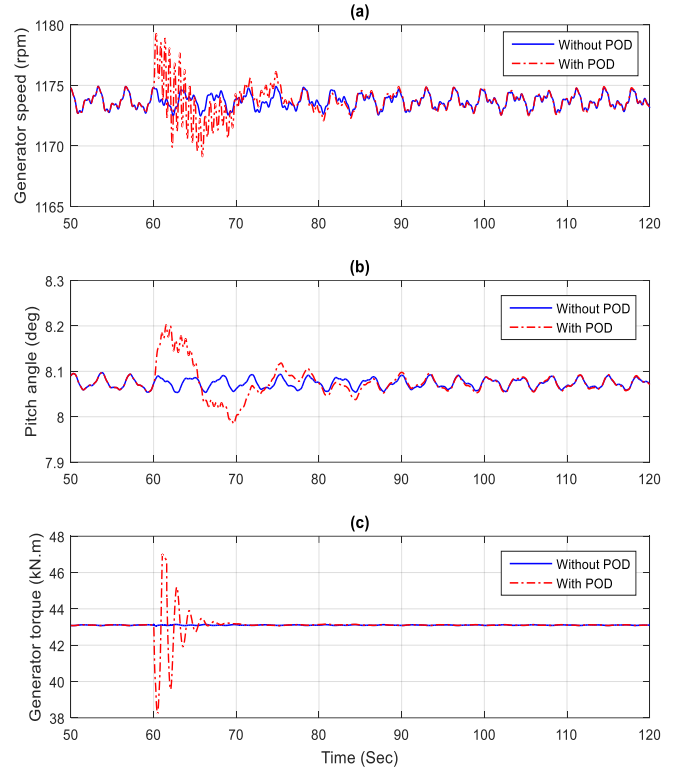 (a)
1180
1175
1170
1165
Generator speed (rpm)
Without POD
With POD
50 60 70 80 90 100 110 120
(b)
8.3
8.2
8.1
8
7.9
Pitch angle (deg)
Without POD
With POD
50 60 70 80 90 100 110 120
(c)
48
46
44
43
42
40
38
Generator torque (kN.m)
Without POD
With POD
50 60 70 80 90 100 110 120
Time (Sec)